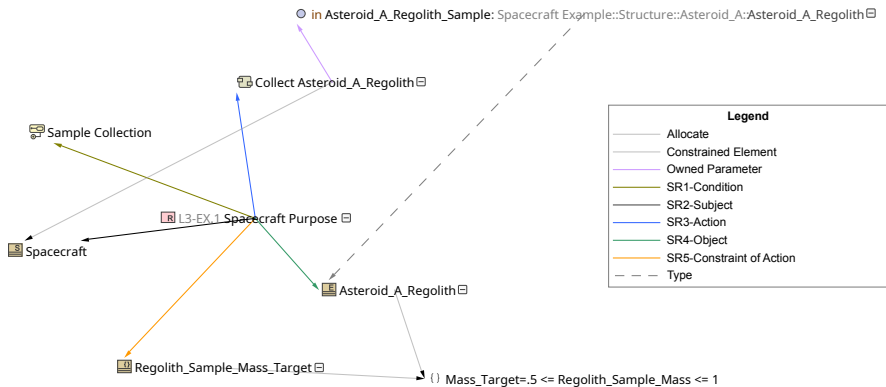 in Asteroid_A_Regolith_Sample: Spacecraft Example::Structure::Asteroid_A::Asteroid_A_Regolith
Collect Asteroid_A_Regolith
Sample Collection
R L3-EX.1 Spacecraft Purpose
S Spacecraft
E Asteroid_A_Regolith
{} Regolith_Sample_Mass_Target
{ } Mass_Target=.5 <= Regolith_Sample_Mass <= 1
Legend
Allocate
Constrained Element
Owned Parameter
SR1-Condition
SR2-Subject
SR3-Action
SR4-Object
SR5-Constraint of Action
Type